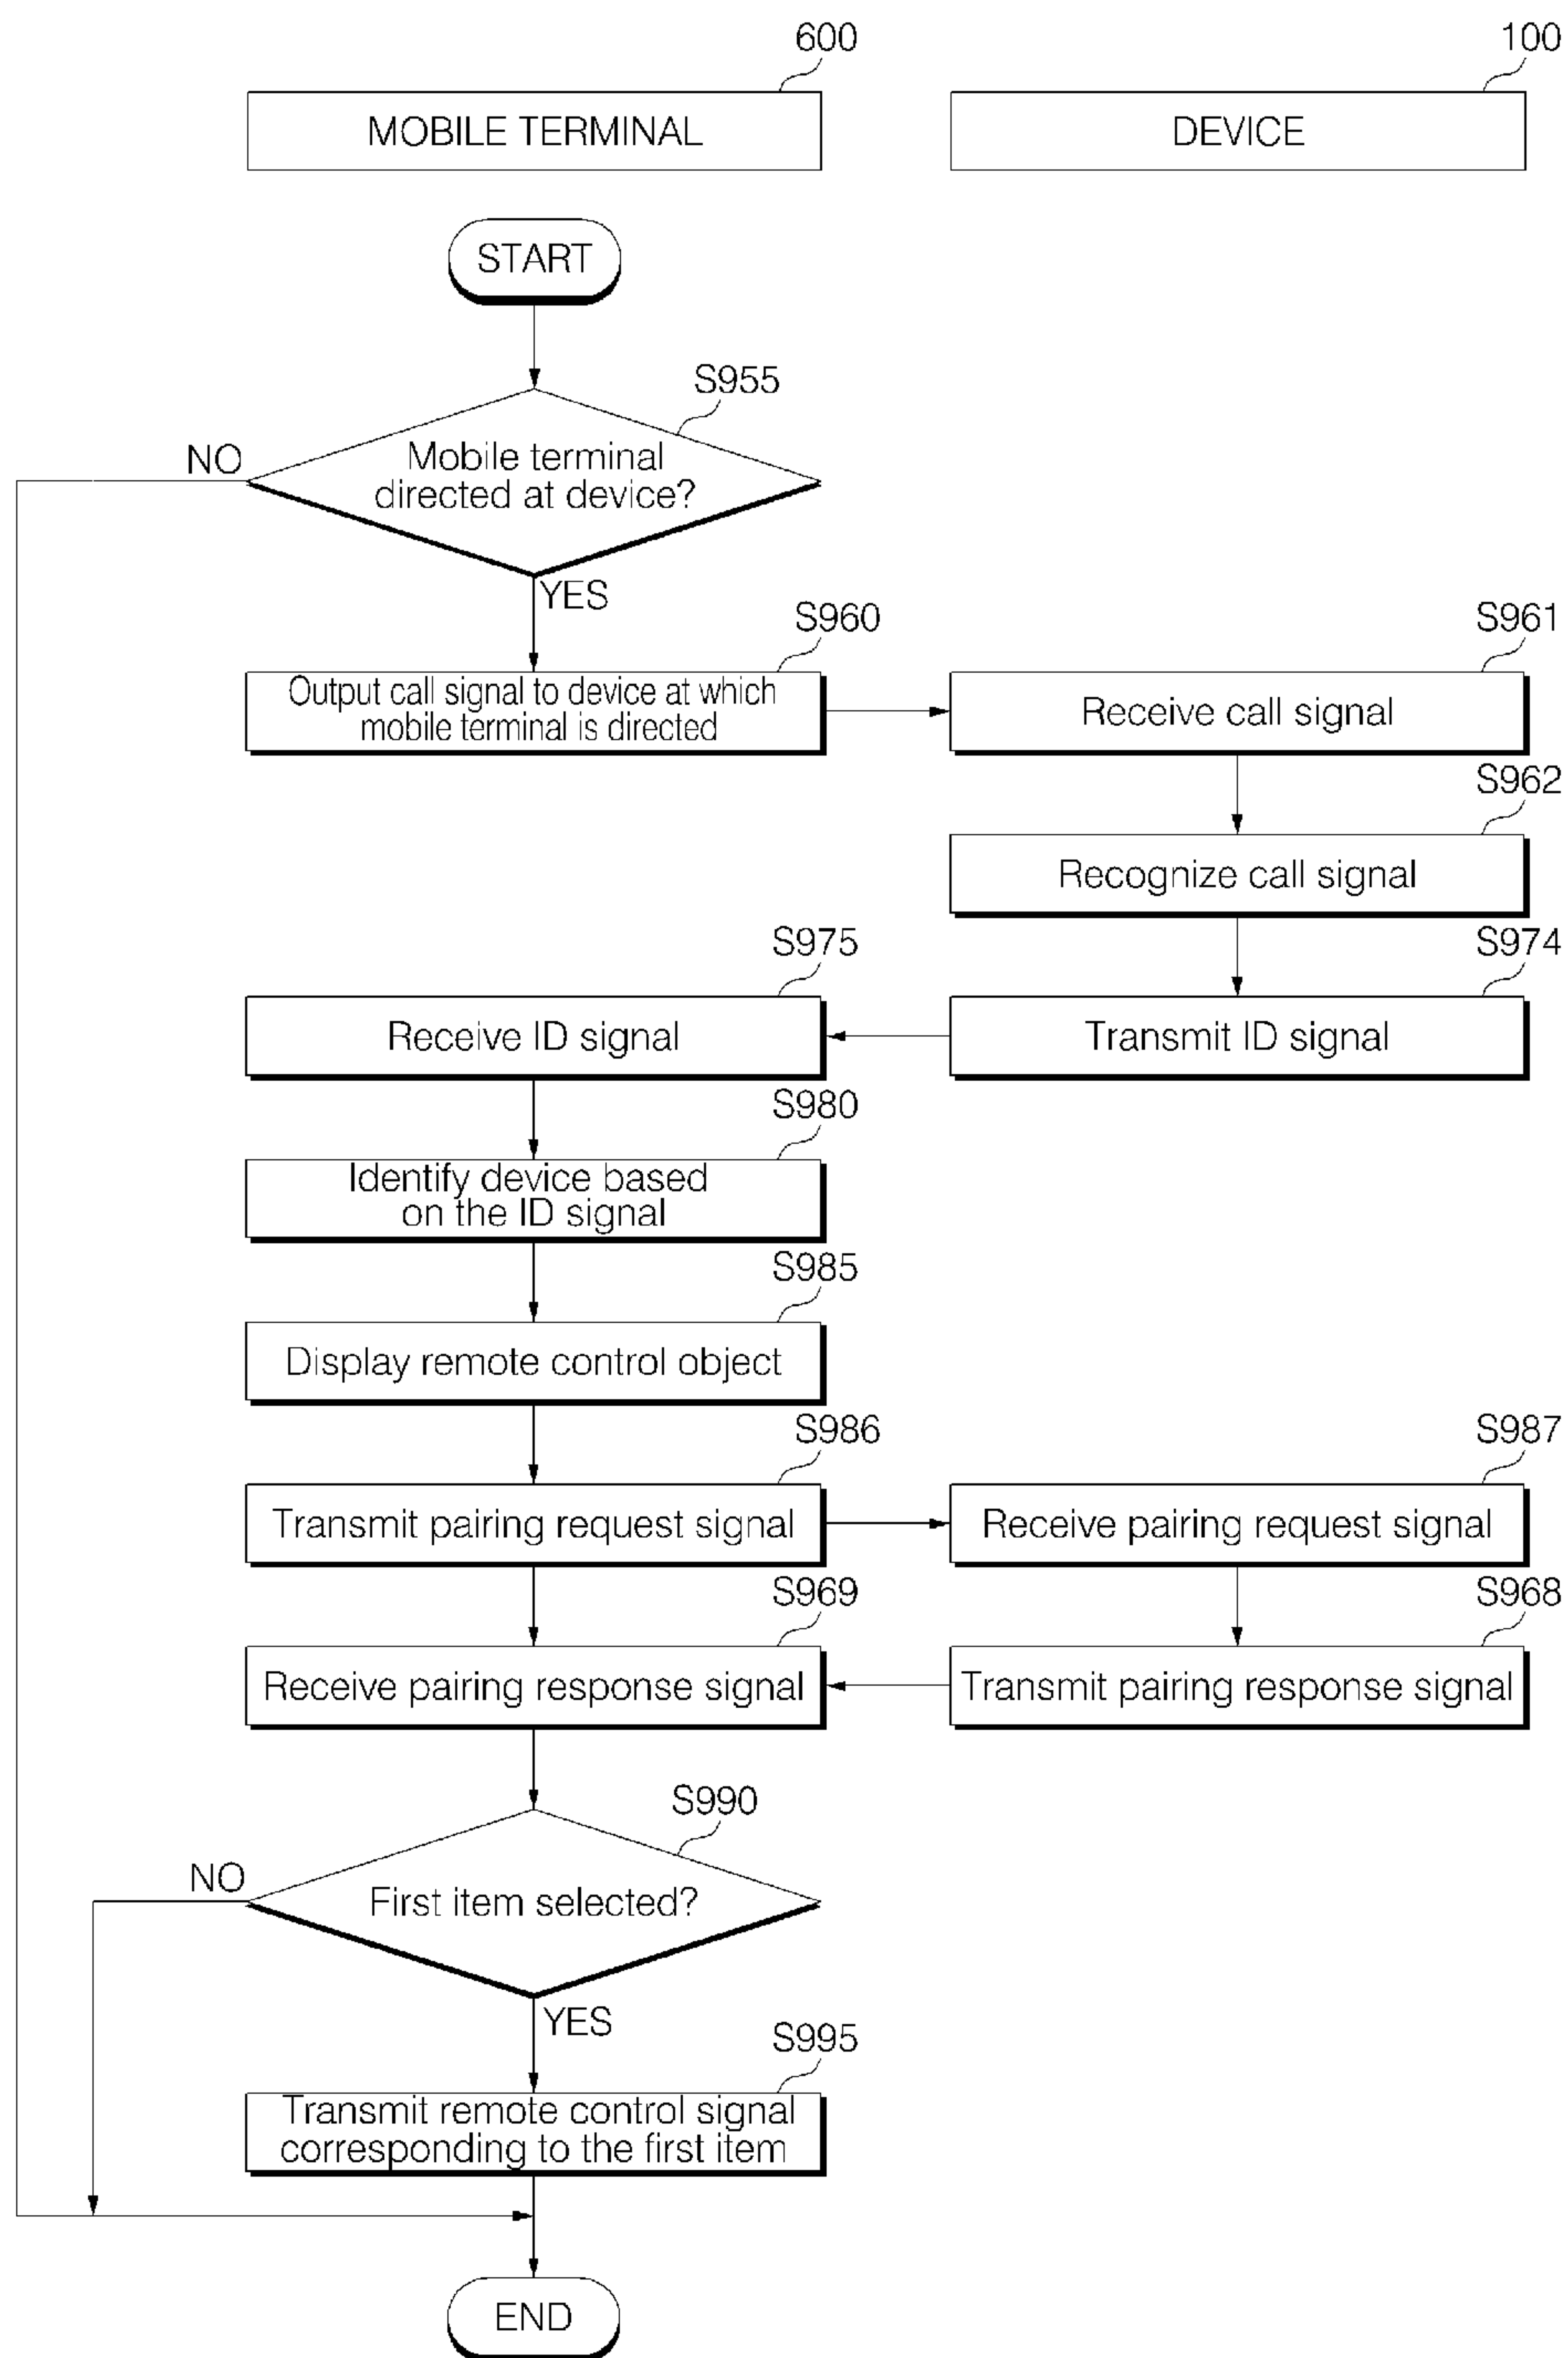 600
100
MOBILE TERMINAL
DEVICE
START
S955
NO
Mobile terminal
directed at device?
YES
S960
S961
Output call signal to device at which
mobile terminal is directed
Receive call signal
S962
Recognize call signal
S975
S974
Receive ID signal
Transmit ID signal
S980
Identify device based
on the ID signal
S985
Display remote control object
S986
S987
Transmit pairing request signal
Receive pairing request signal
S969
S968
Receive pairing response signal
Transmit pairing response signal
S990
NO
First item selected?
YES
S995
Transmit remote control signal
corresponding to the first item
END